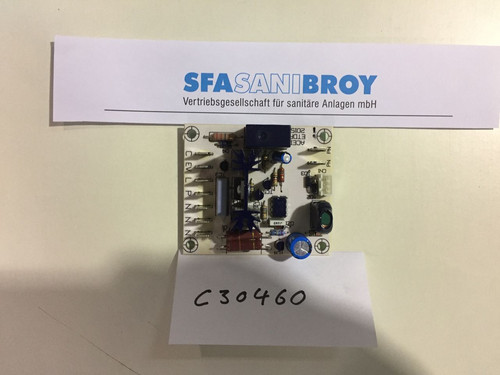 SFASANIBROY
Vertriebsgesellschaft für sanitäre Anlagen mbH
C30460